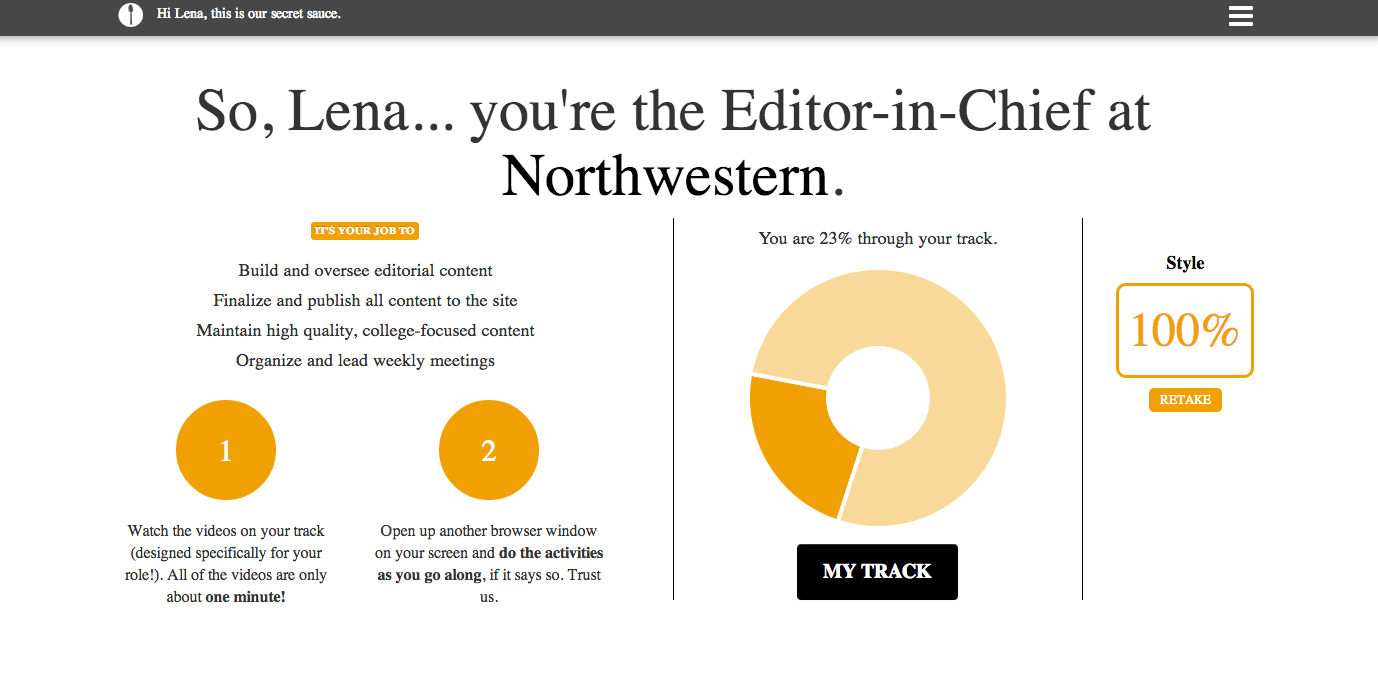 Hi Lena, this is our secret sauce.
So, Lena... you're the Editor-in-Chief at
Northwestern.
IT'S YOUR JOB TO
Build and oversee editorial content
Finalize and publish all content to the site
Maintain high quality, college-focused content
Organize and lead weekly meetings
1
Watch the videos on your track
(designed specifically for your
role!). All of the videos are only
about one minute!
2
Open up another browser window
on your screen and do the activities
as you go along, if it says so. Trust
us.
You are 23% through your track.
MY TRACK
Style
100%
RETAKE